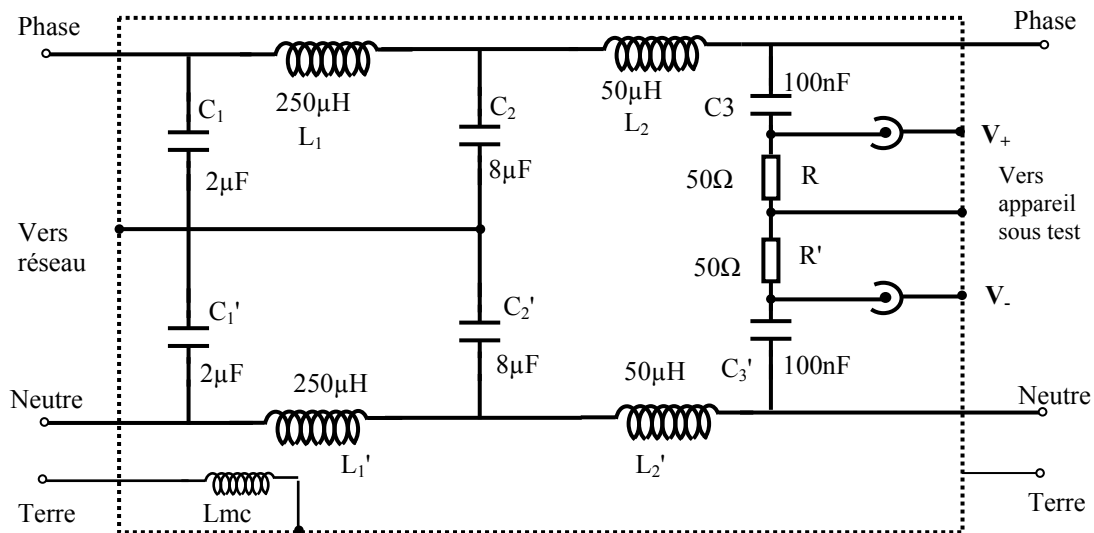 Phase
Phase
C1
250µH
L1
C2
50µH
L2
C3
100nF
V+
2µF
8µF
50Ω
R
Vers
appareil
sous test
Vers
réseau
50Ω
R'
V-
C1'
C2'
2µF
8µF
C3'
100nF
Neutre
250µH
50µH
Neutre
L1'
L2'
Terre
Lmc
Terre